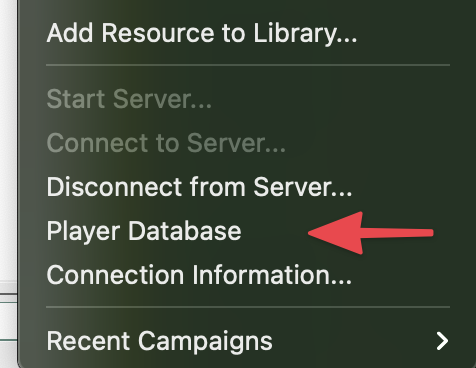 Add Resource to Library...
Start Server...
Connect to Server...
Disconnect from Server...
Player Database
Connection Information...
Recent Campaigns